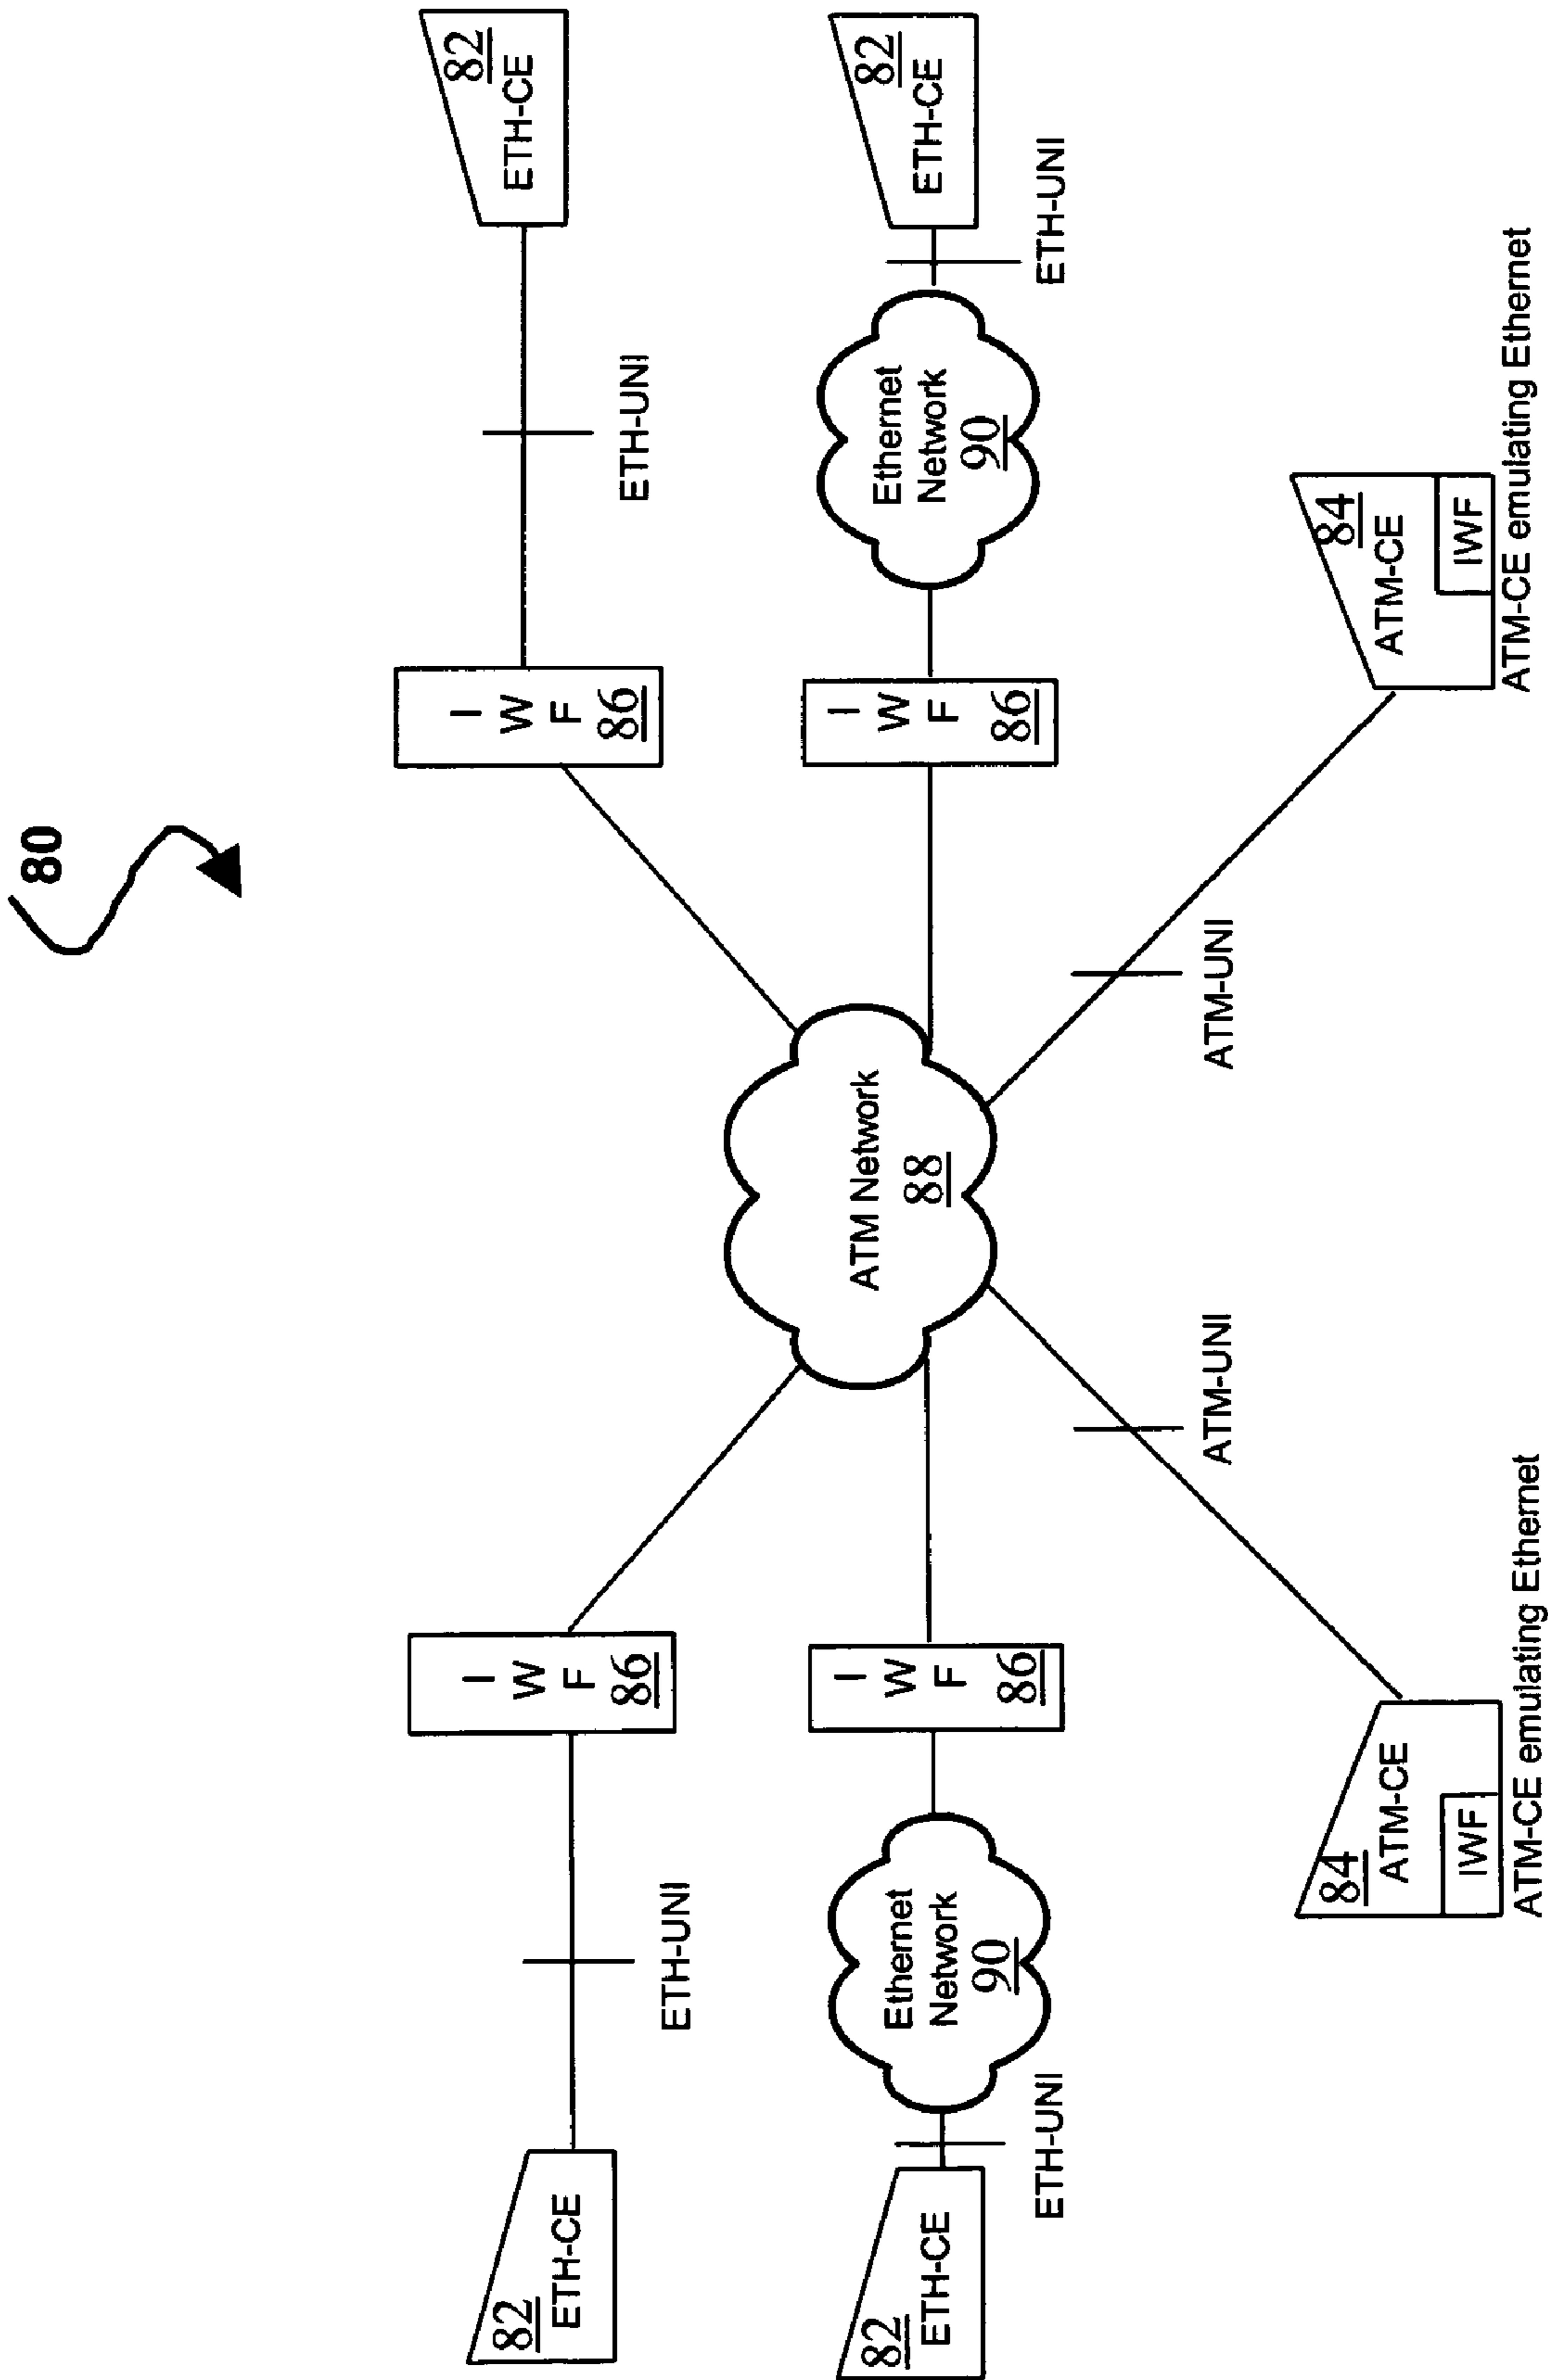 80
82
ETH-CE
ETH-UNI
I
W
F
86
I
W
F
86
ETH-UNI
82
ETH-CE
82
ETH-CE
ETH-UNI
Ethernet
Network
90
I
W
F
86
ATM Network
88
I
W
F
86
Ethernet
Network
90
ETH-UNI
82
ETH-CE
ATM-UNI
ATM-UNI
84
ATM-CE
IWF
ATM-CE emulating Ethernet
84
ATM-CE
IWF
ATM-CE emulating Ethernet